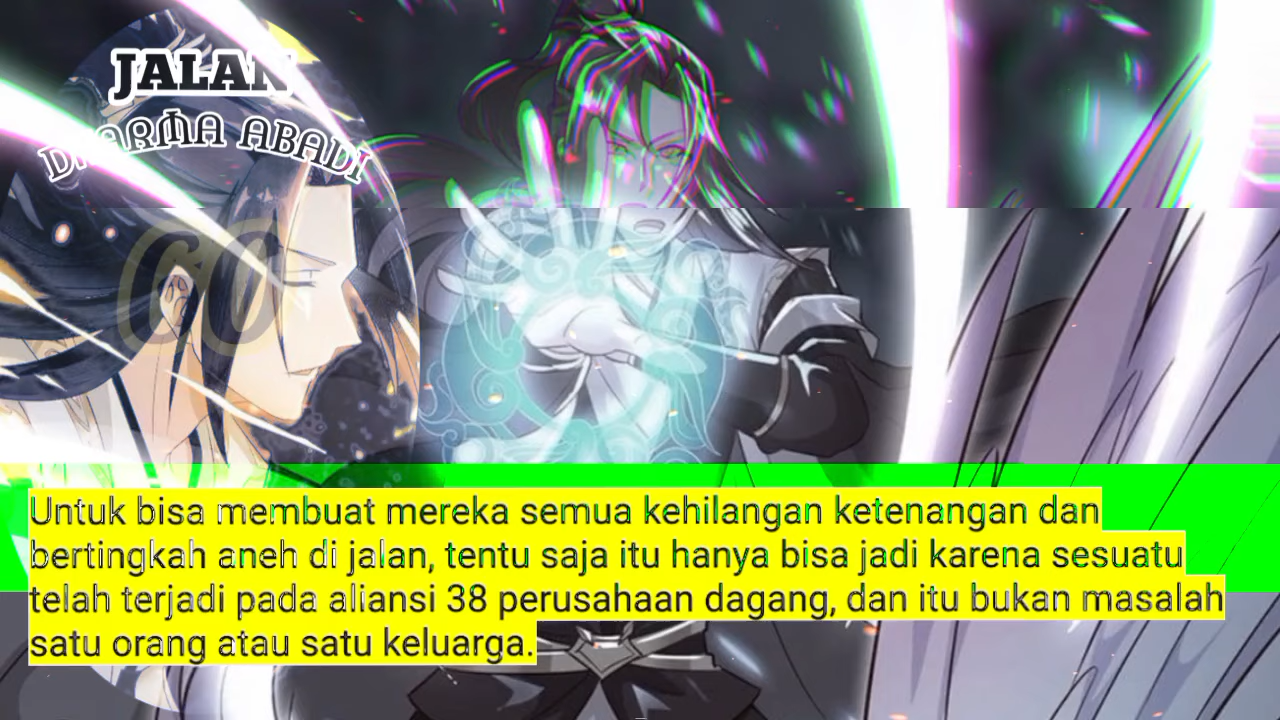 JALAN
DHARMA ABADI
Untuk bisa membuat mereka semua kehilangan ketenangan dan
bertingkah aneh di jalan, tentu saja itu hanya bisa jadi karena sesuatu
telah terjadi pada aliansi 38 perusahaan dagang, dan itu bukan masalah
satu orang atau satu keluarga.